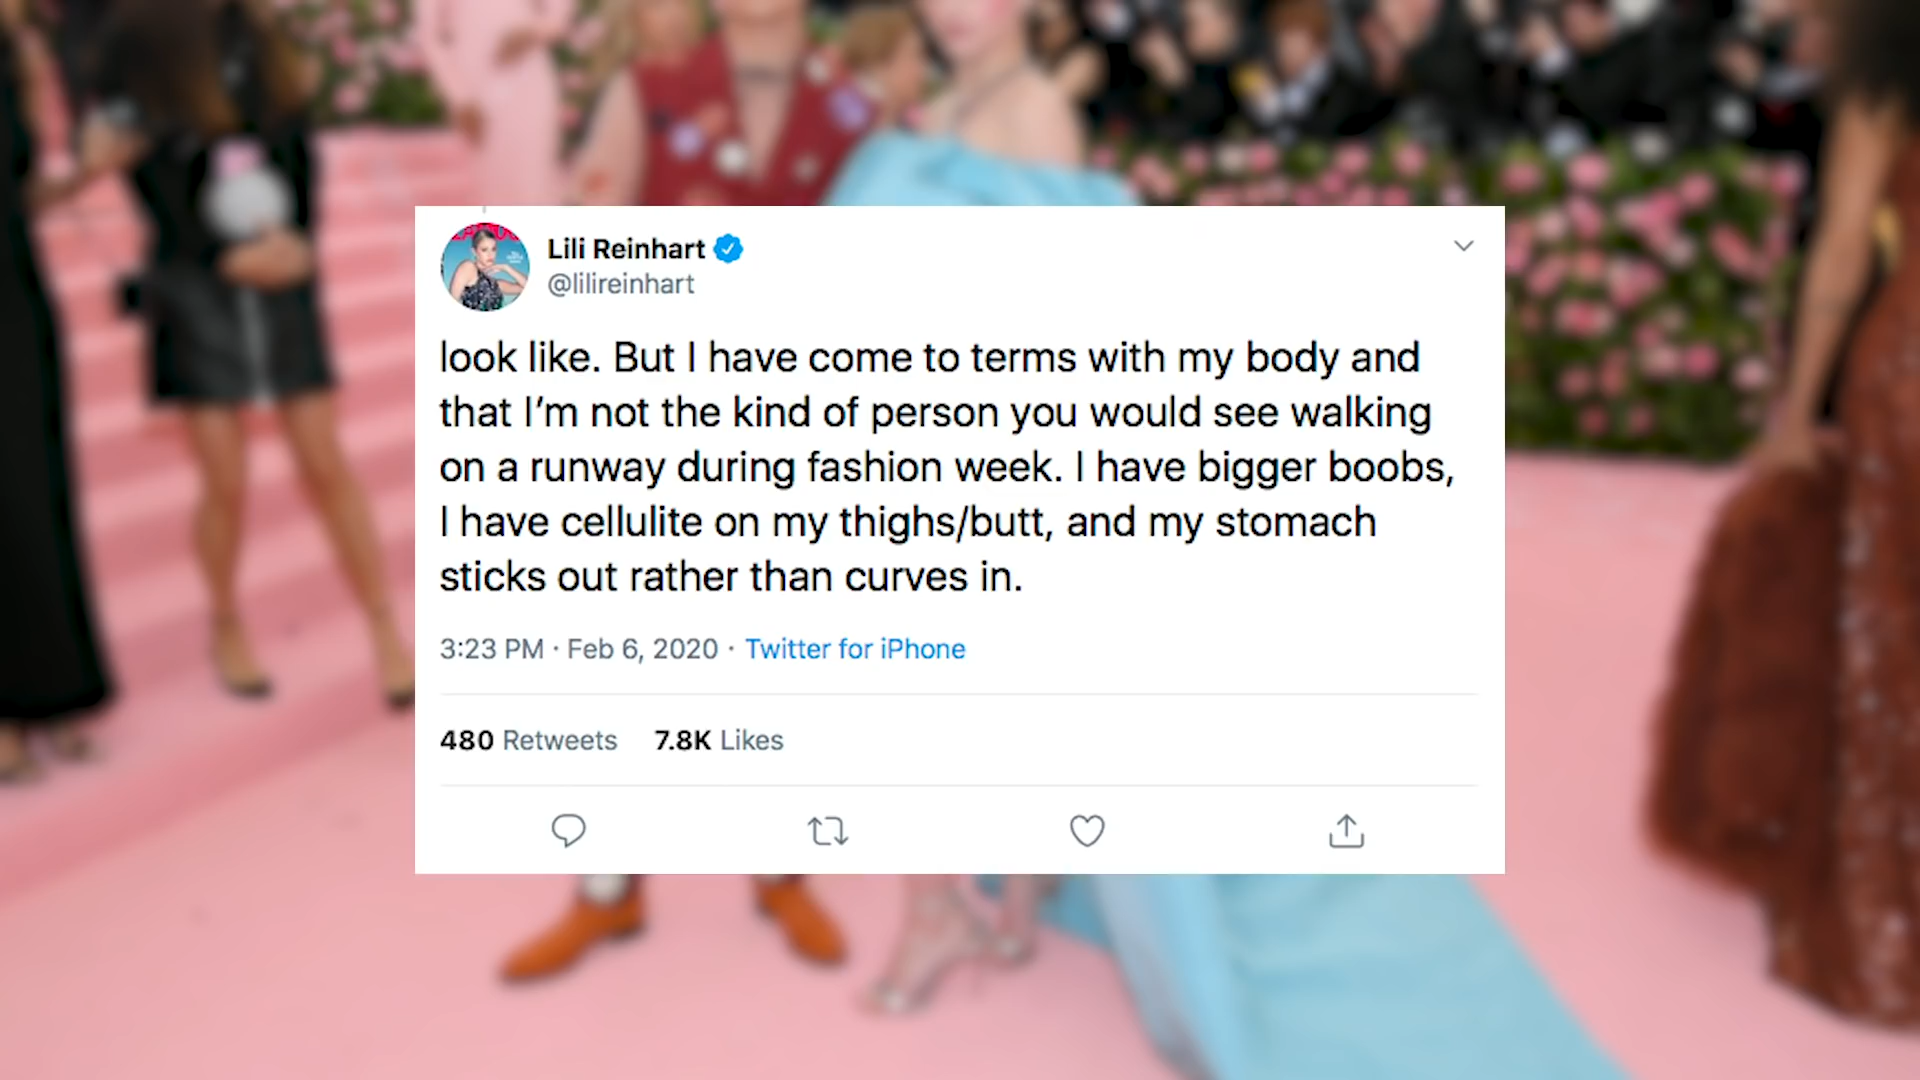 Lili Reinhart
@lilireinhart
look like. But I have come to terms with my body and
that I'm not the kind of person you would see walking
on a runway during fashion week. I have bigger boobs,
I have cellulite on my thighs/butt, and my stomach
sticks out rather than curves in.
3:23 PM · Feb 6, 2020 · Twitter for iPhone
480 Retweets 7.8K Likes